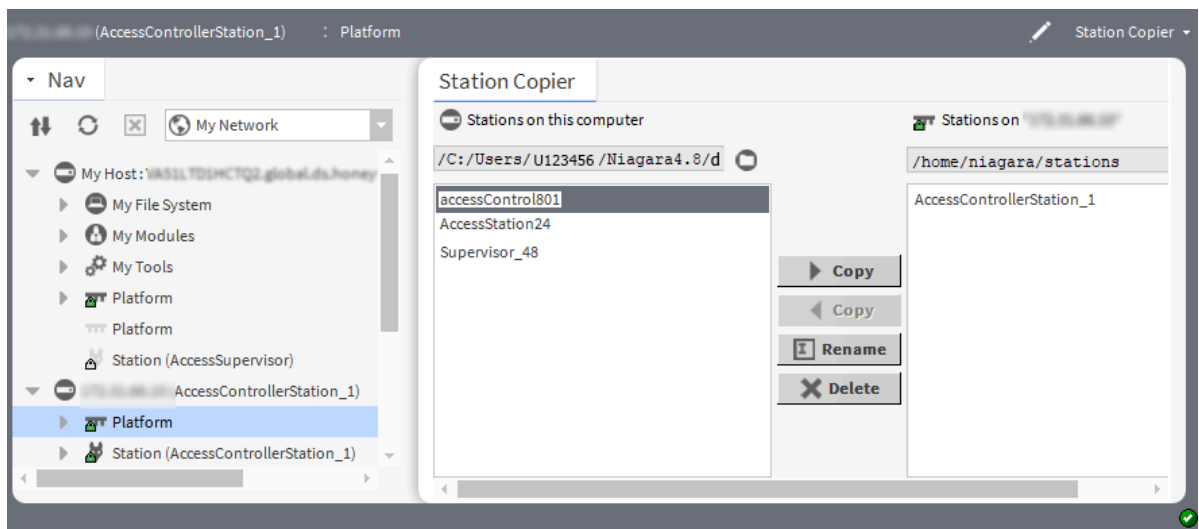 (AccessControllerStation_1) : Platform
Station Copier
Nav
My Network
My Host:
My File System
My Modules
My Tools
Platform
Platform
Station (AccessSupervisor)
AccessControllerStation_1)
Platform
Station (AccessControllerStation_1)
Station Copier
Stations on this computer
/C:/Users/U123456/Niagara4.8/d
accessControl801
AccessStation24
Supervisor_48
Copy
Copy
Rename
Delete
Stations on
/home/niagara/stations
AccessControllerStation_1